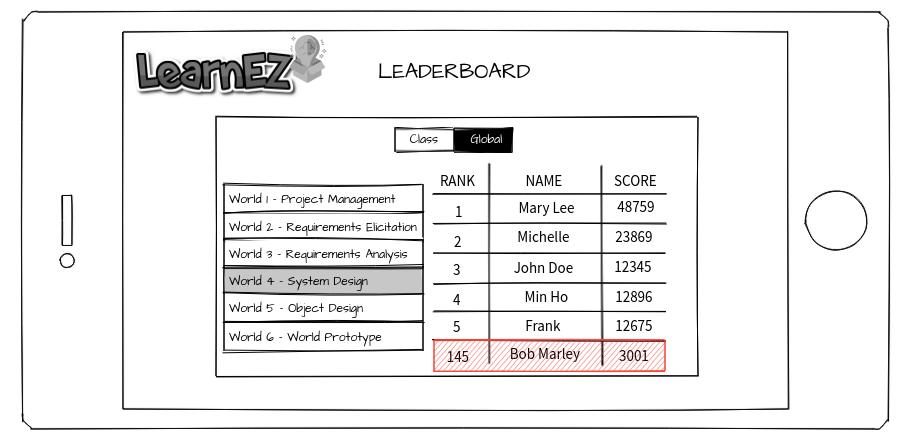 LearnEZ
LEADERBOARD
Class Global
World 1 - Project Management
World 2 - Requirements Elicitation
World 3 - Requirements Analysis
World 4 - System Design
World 5 - Object Design
World 6 - World Prototype
RANK NAME SCORE
1 Mary Lee 48759
2 Michelle 23869
3 John Doe 12345
4 Min Ho 12896
5 Frank 12675
145 Bob Marley 3001